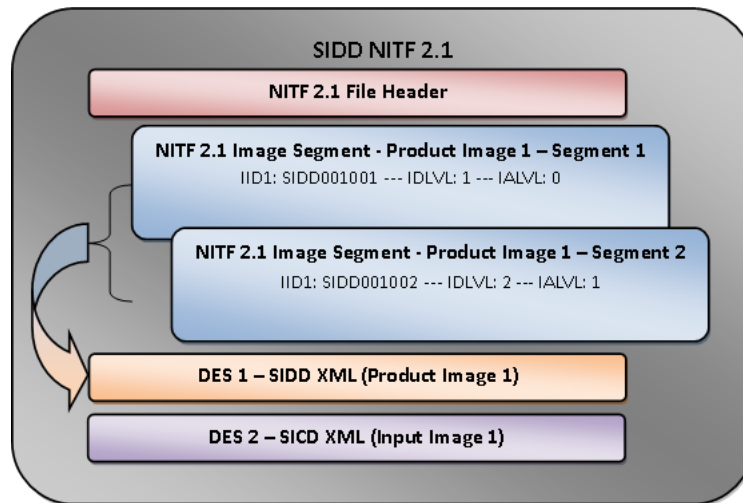 SIDD NITF 2.1
NITF 2.1 File Header
NITF 2.1 Image Segment - Product Image 1 – Segment 1
IID1: SIDD001001 --- IDLVL: 1 --- IALVL: 0
NITF 2.1 Image Segment - Product Image 1 – Segment 2
IID1: SIDD001002 --- IDLVL: 2 --- IALVL: 1
DES 1 – SIDD XML (Product Image 1)
DES 2 – SICD XML (Input Image 1)